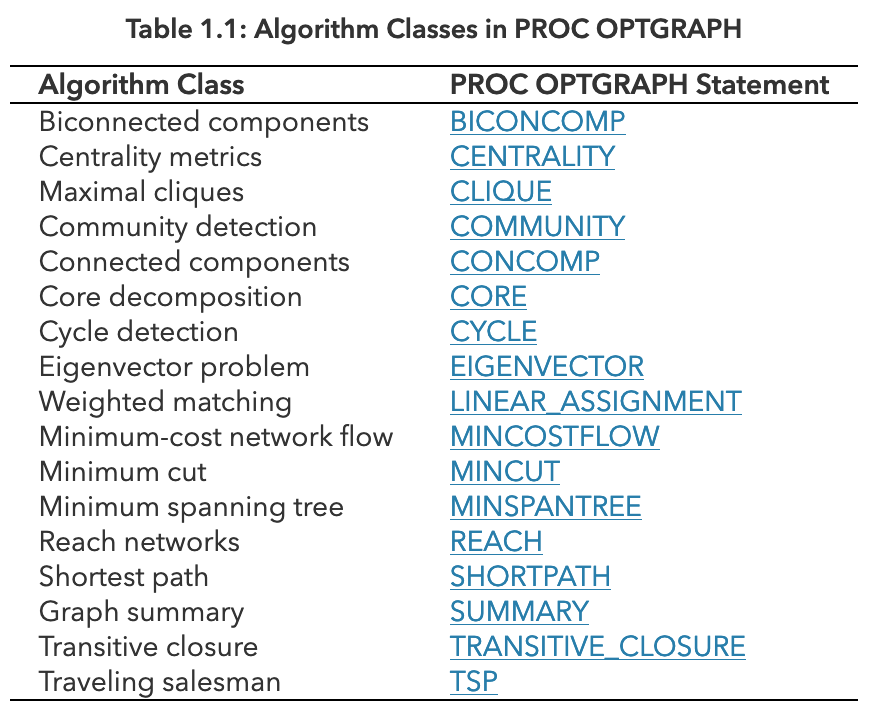 Table 1.1: Algorithm Classes in PROC OPTGRAPH
Algorithm Class PROC OPTGRAPH Statement
Biconnected components BICONCOMP
Centrality metrics CENTRALITY
Maximal cliques CLIQUE
Community detection COMMUNITY
Connected components CONCOMP
Core decomposition CORE
Cycle detection CYCLE
Eigenvector problem EIGENVECTOR
Weighted matching LINEAR_ASSIGNMENT
Minimum-cost network flow MINCOSTFLOW
Minimum cut MINCUT
Minimum spanning tree MINSPANTREE
Reach networks REACH
Shortest path SHORTPATH
Graph summary SUMMARY
Transitive closure TRANSITIVE_CLOSURE
Traveling salesman TSP